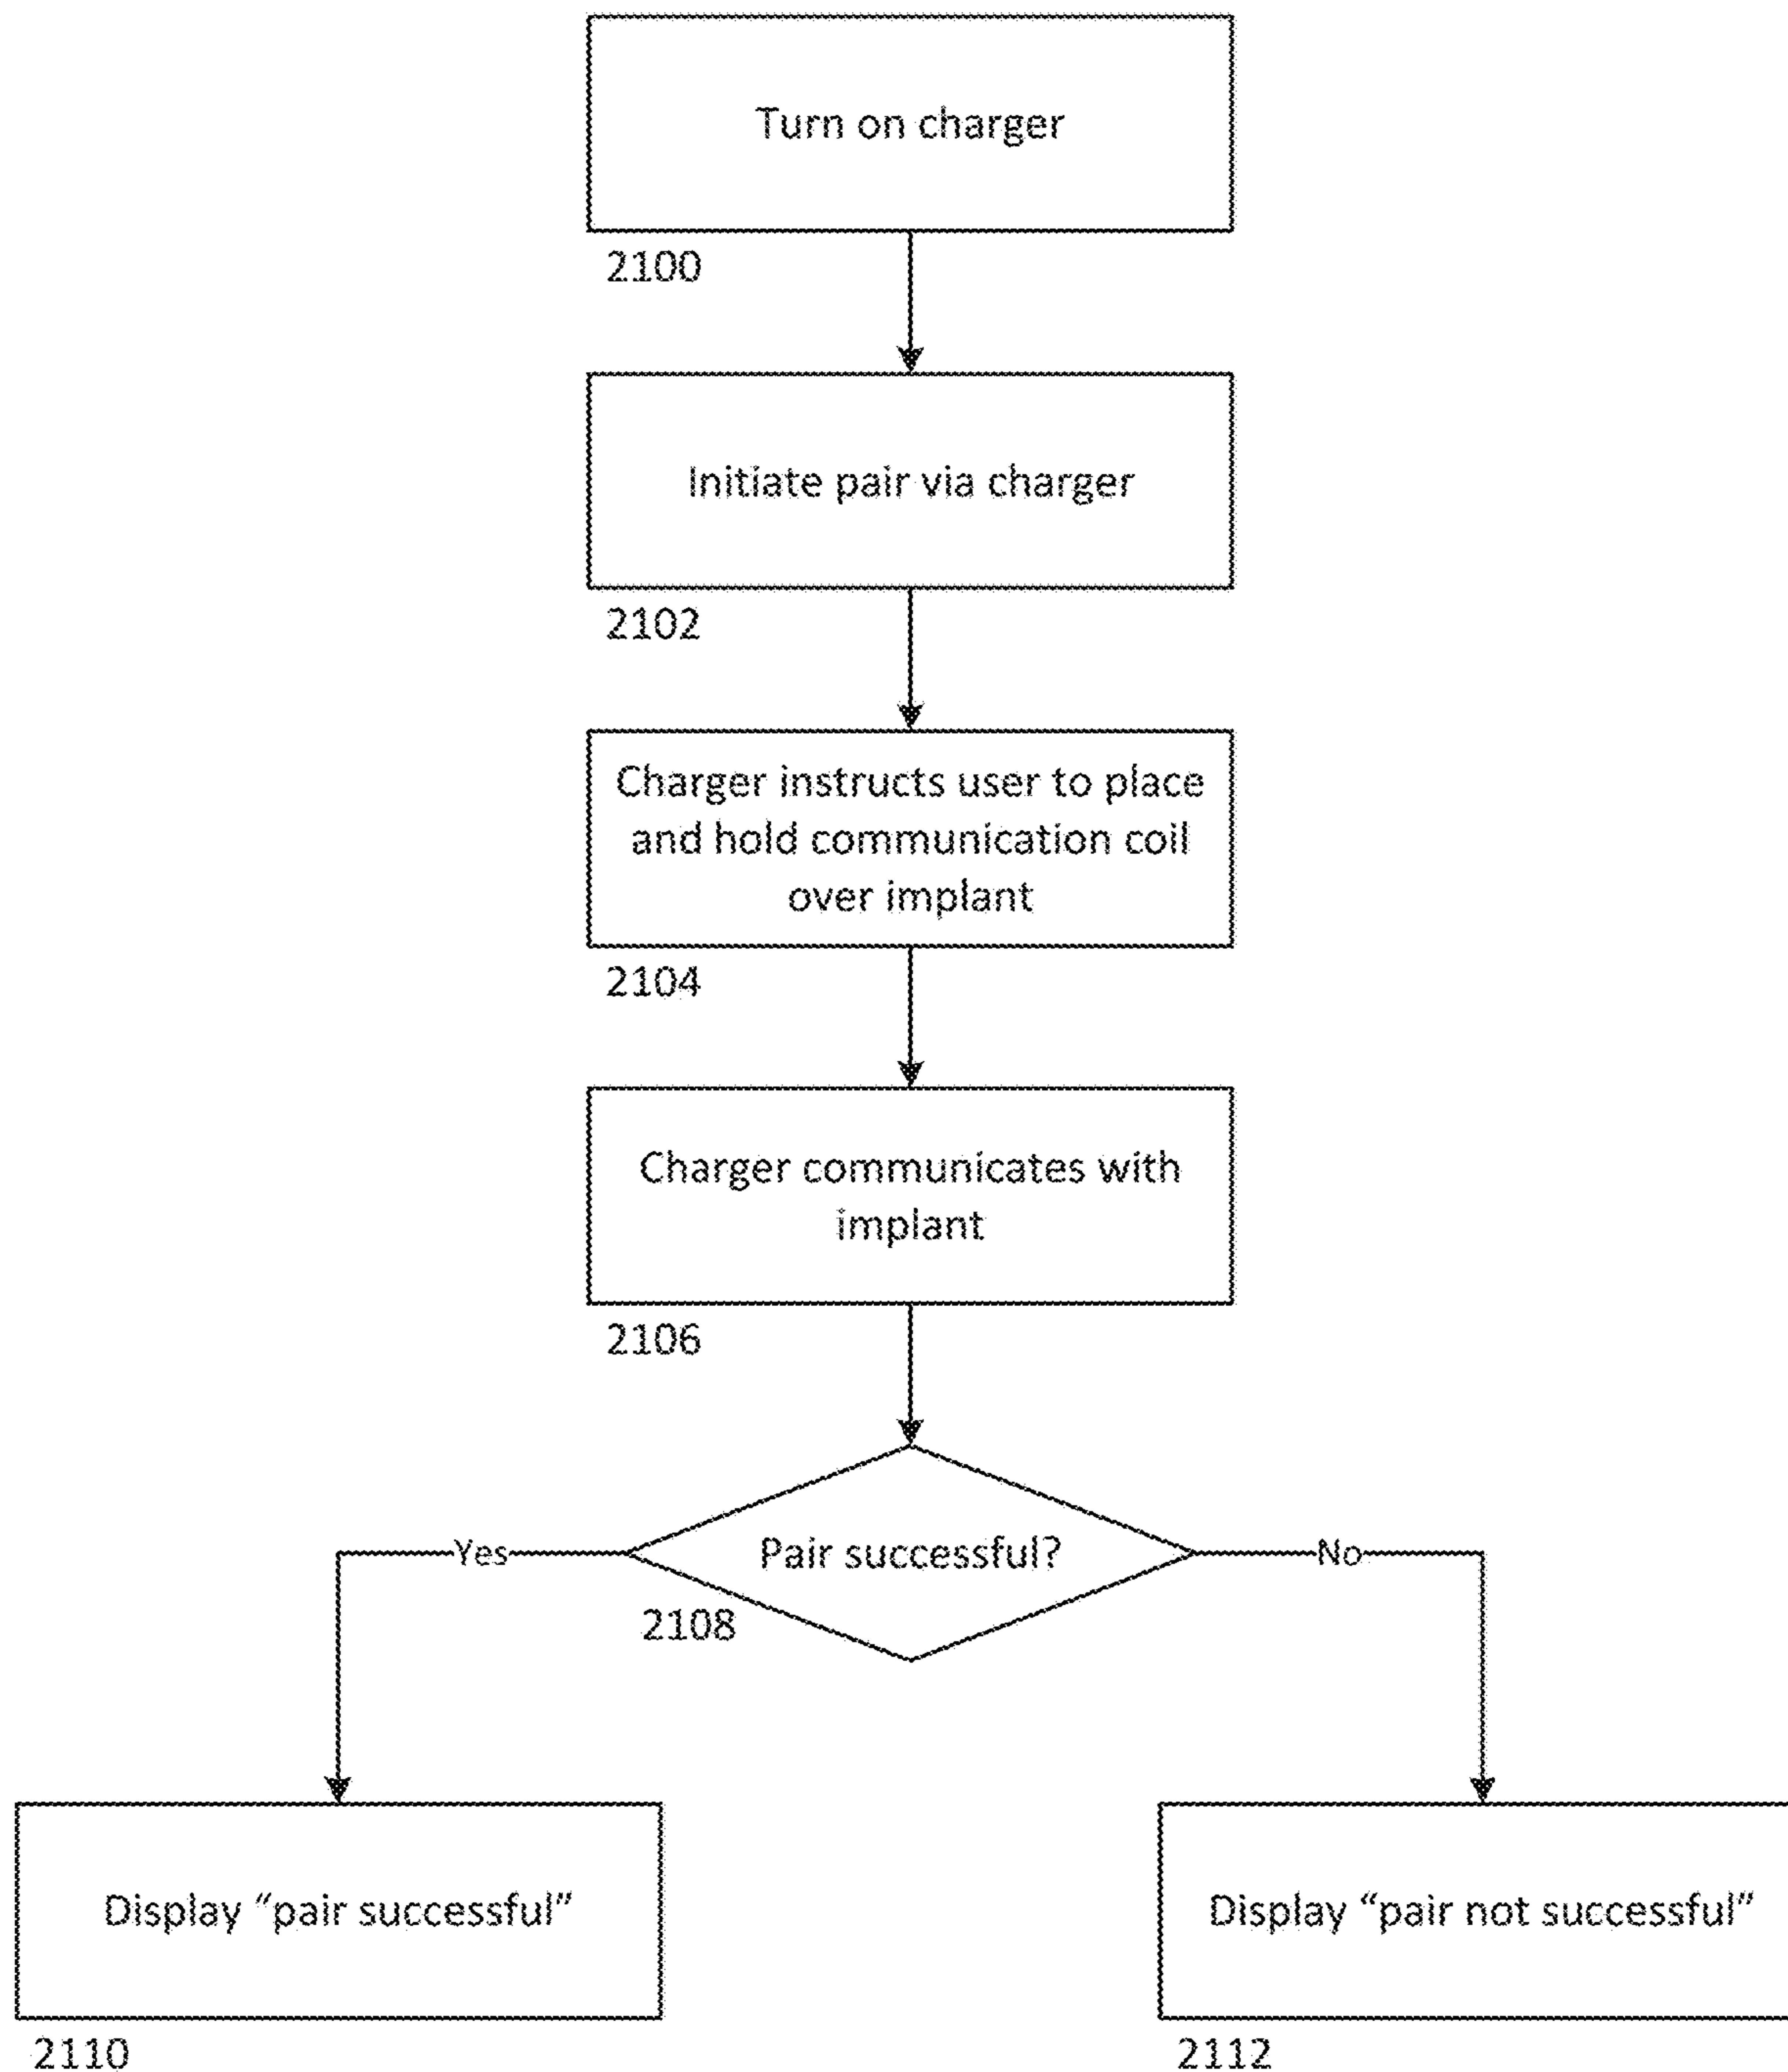 Turn on charger
2100
Initiate pair via charger
2102
Charger instructs user to place
and hold communication coil
over implant
2104
Charger communicates with
implant
2106
Yes
Pair successful?
No
2108
Display “pair successful”
2110
Display “pair not successful”
2112